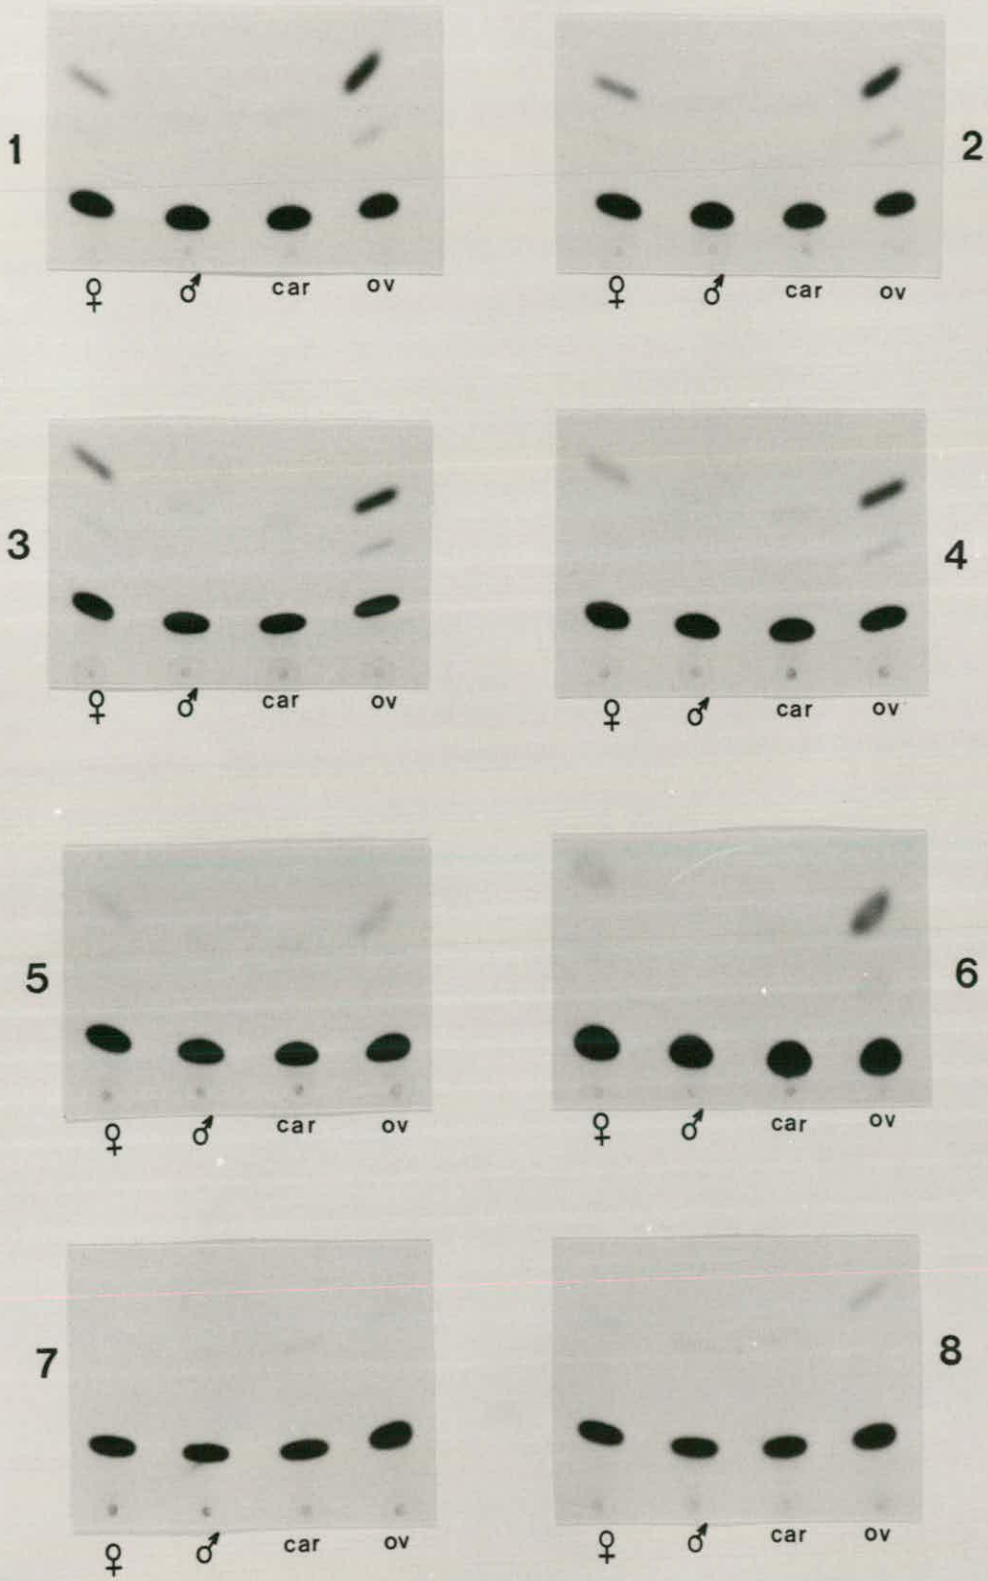 1
2
♀ ♂ car ov
♀ ♂ car ov
3
4
♀ ♂ car ov
♀ ♂ car ov
5
6
♀ ♂ car ov
♀ ♂ car ov
7
8
♀ ♂ car ov
♀ ♂ car ov